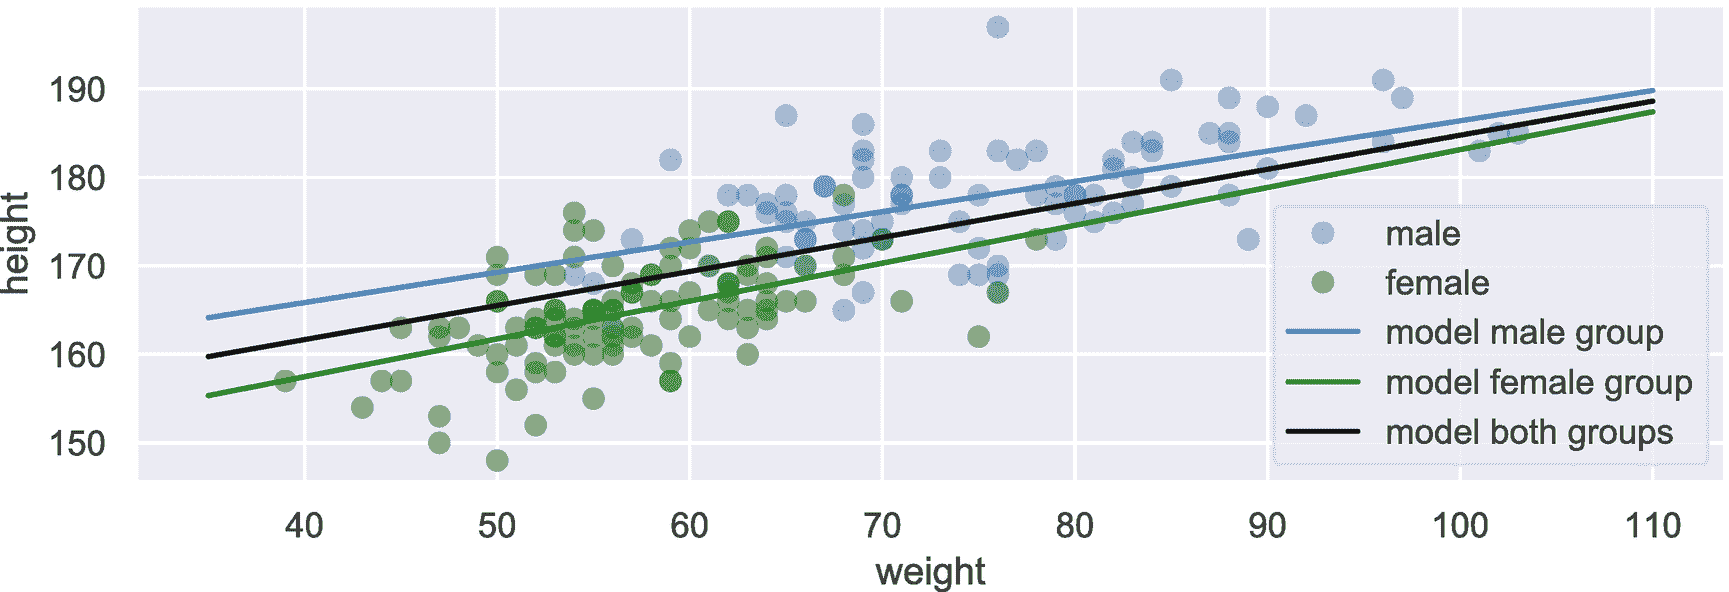 height
190
180
170
160
150
male
female
model male group
model female group
model both groups
40 50 60 70 80 90 100 110
weight